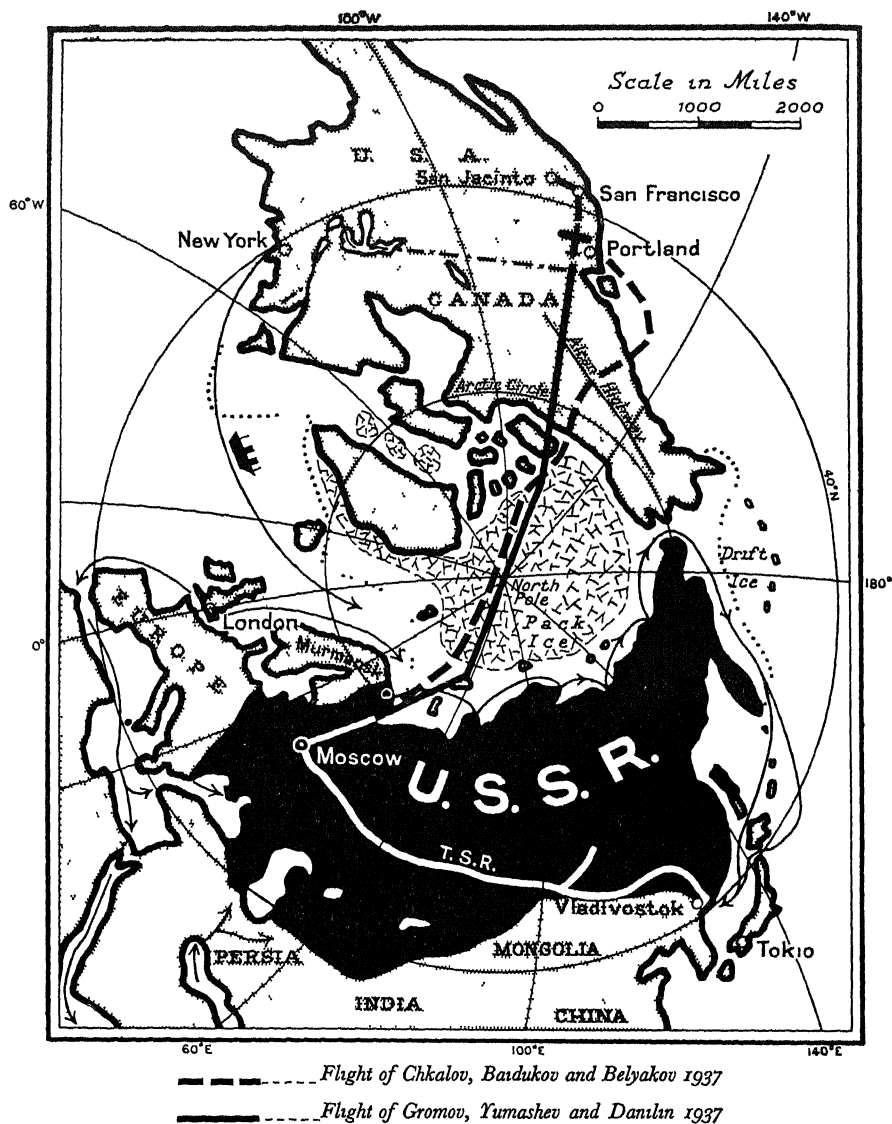 100°W
140°W
Scale in Miles
0 1000 2000
U. S. A.
San Jacinto
San Francisco
60°W
New York
Portland
CANADA
Alcan Highway
Arctic Circle
40°N
Drift
Ice
180°
North
Pole
Pack
Ice
London
0°
EUROPE
Murmansk
Moscow
U. S. S. R.
T.S.R.
Vladivostok
PERSIA
MONGOLIA
Tokio
INDIA
CHINA
60°E
100°E
140°E
Flight of Chkalov, Baidukov and Belyakov 1937
Flight of Gromov, Yumashev and Danilin 1937